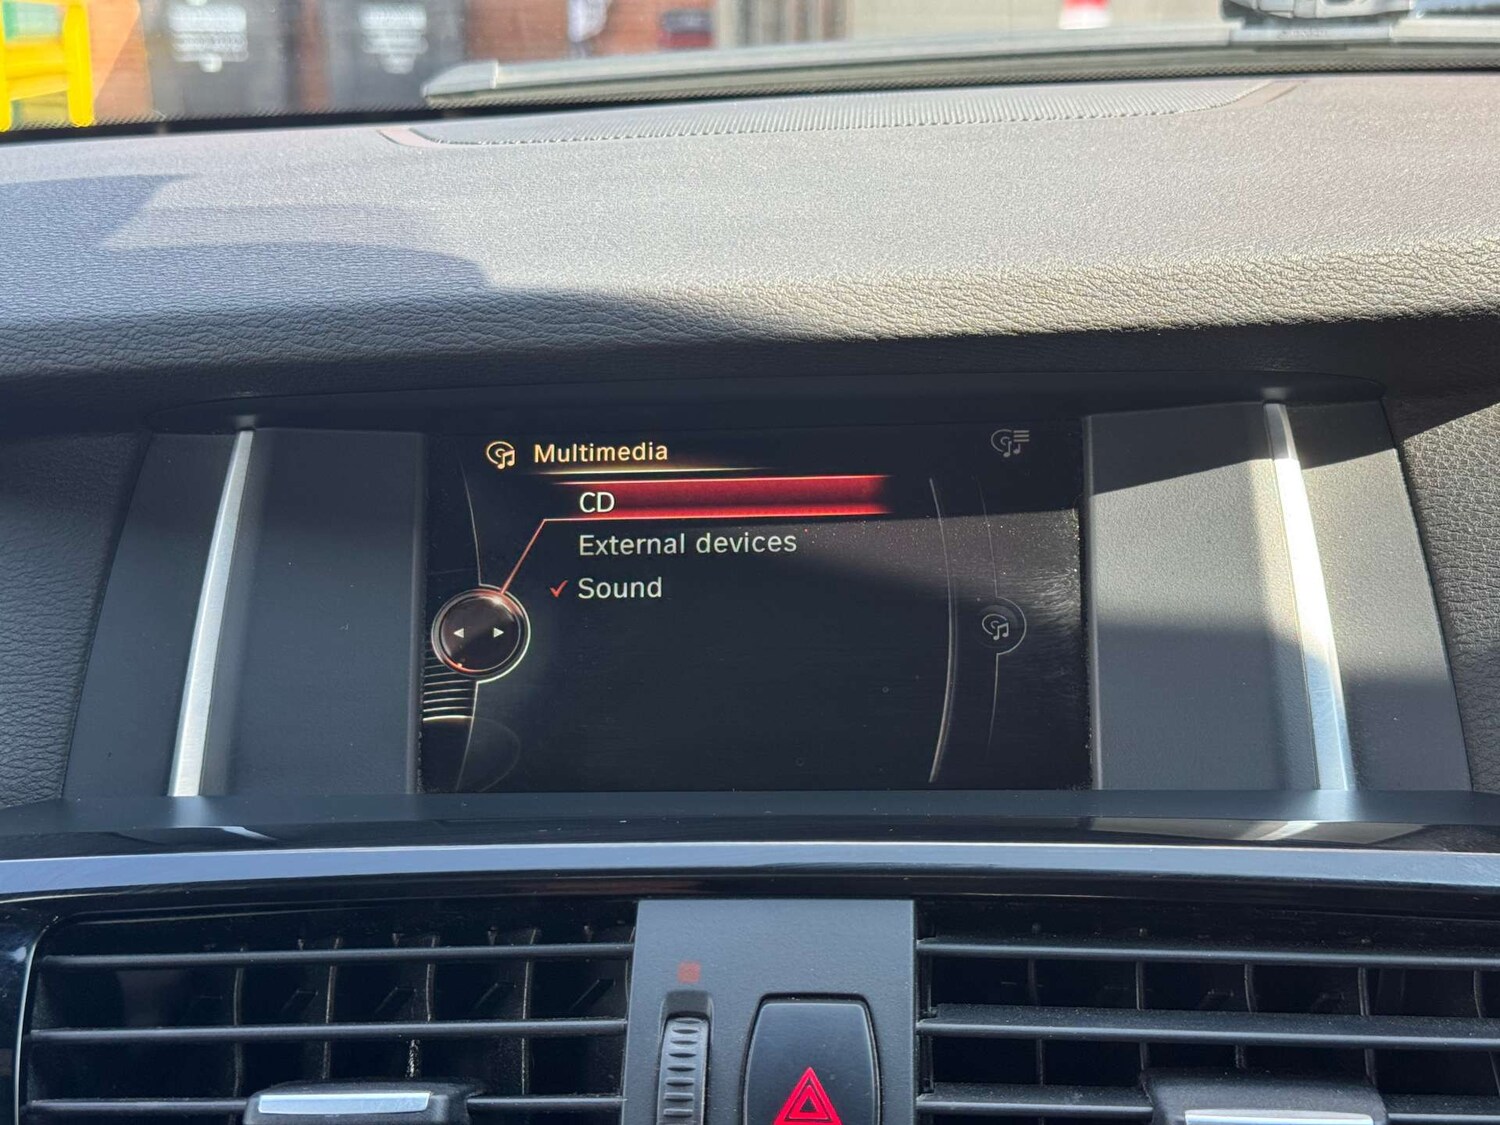 Multimedia
CD
External devices
Sound